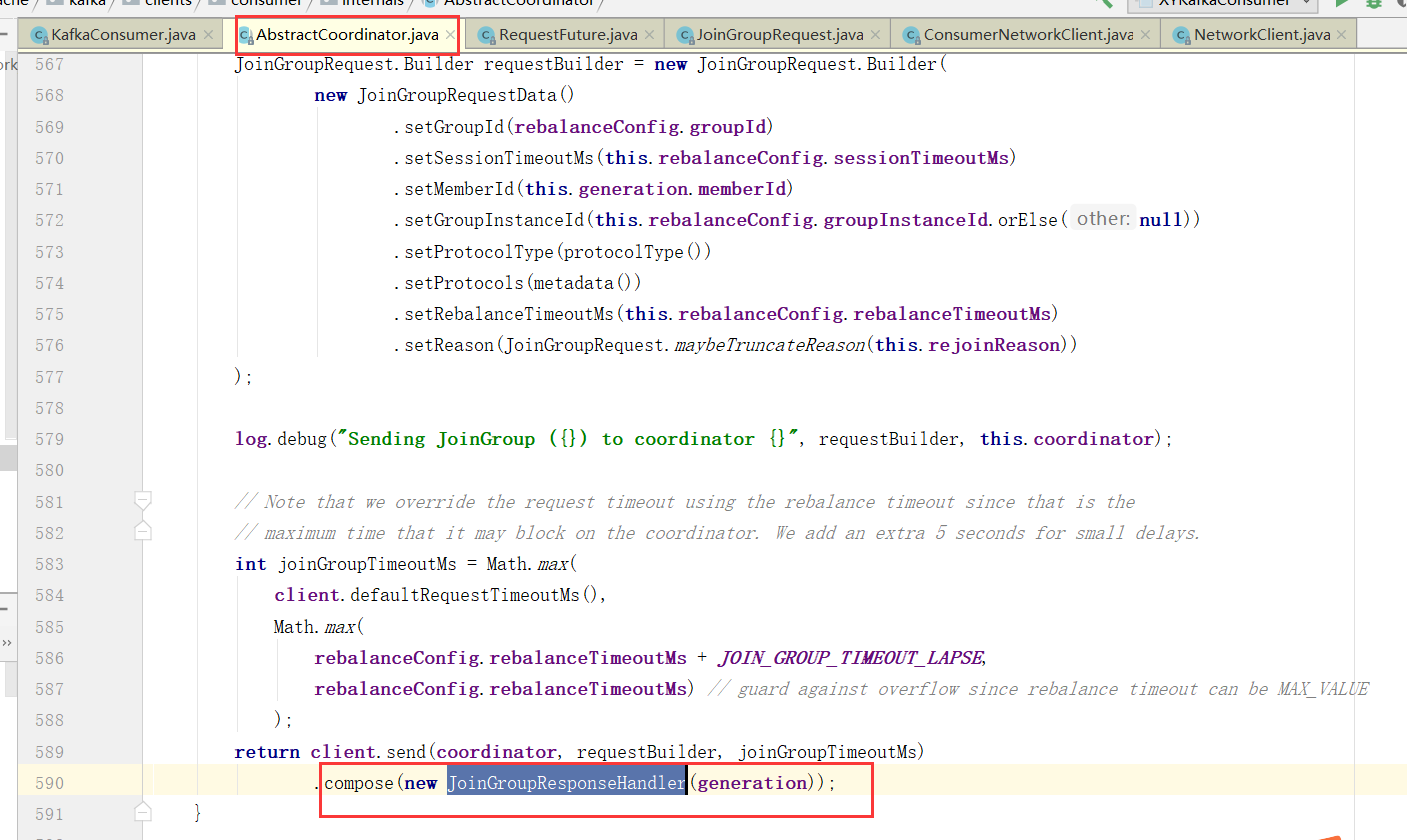 ache / kafka / clients / consumer / internals / AbstractCoordinator / XYKafkaConsumer
KafkaConsumer.java × AbstractCoordinator.java × RequestFuture.java × JoinGroupRequest.java × ConsumerNetworkClient.java × NetworkClient.java ×
567 JoinGroupRequest.Builder requestBuilder = new JoinGroupRequest.Builder(
568 new JoinGroupRequestData()
569 .setGroupId(rebalanceConfig.groupId)
570 .setSessionTimeoutMs(this.rebalanceConfig.sessionTimeoutMs)
571 .setMemberId(this.generation.memberId)
572 .setGroupInstanceId(this.rebalanceConfig.groupInstanceId.orElse( other: null))
573 .setProtocolType(protocolType())
574 .setProtocols(metadata())
575 .setRebalanceTimeoutMs(this.rebalanceConfig.rebalanceTimeoutMs)
576 .setReason(JoinGroupRequest.maybeTruncateReason(this.rejoinReason))
577 );
578
579 log.debug("Sending JoinGroup ({}) to coordinator {}", requestBuilder, this.coordinator);
580
581 // Note that we override the request timeout using the rebalance timeout since that is the
582 // maximum time that it may block on the coordinator. We add an extra 5 seconds for small delays.
583 int joinGroupTimeoutMs = Math.max(
584 client.defaultRequestTimeoutMs(),
585 Math.max(
586 rebalanceConfig.rebalanceTimeoutMs + JOIN_GROUP_TIMEOUT_LAPSE,
587 rebalanceConfig.rebalanceTimeoutMs) // guard against overflow since rebalance timeout can be MAX_VALUE
588 );
589 return client.send(coordinator, requestBuilder, joinGroupTimeoutMs)
590 .compose(new JoinGroupResponseHandler(generation));
591 }